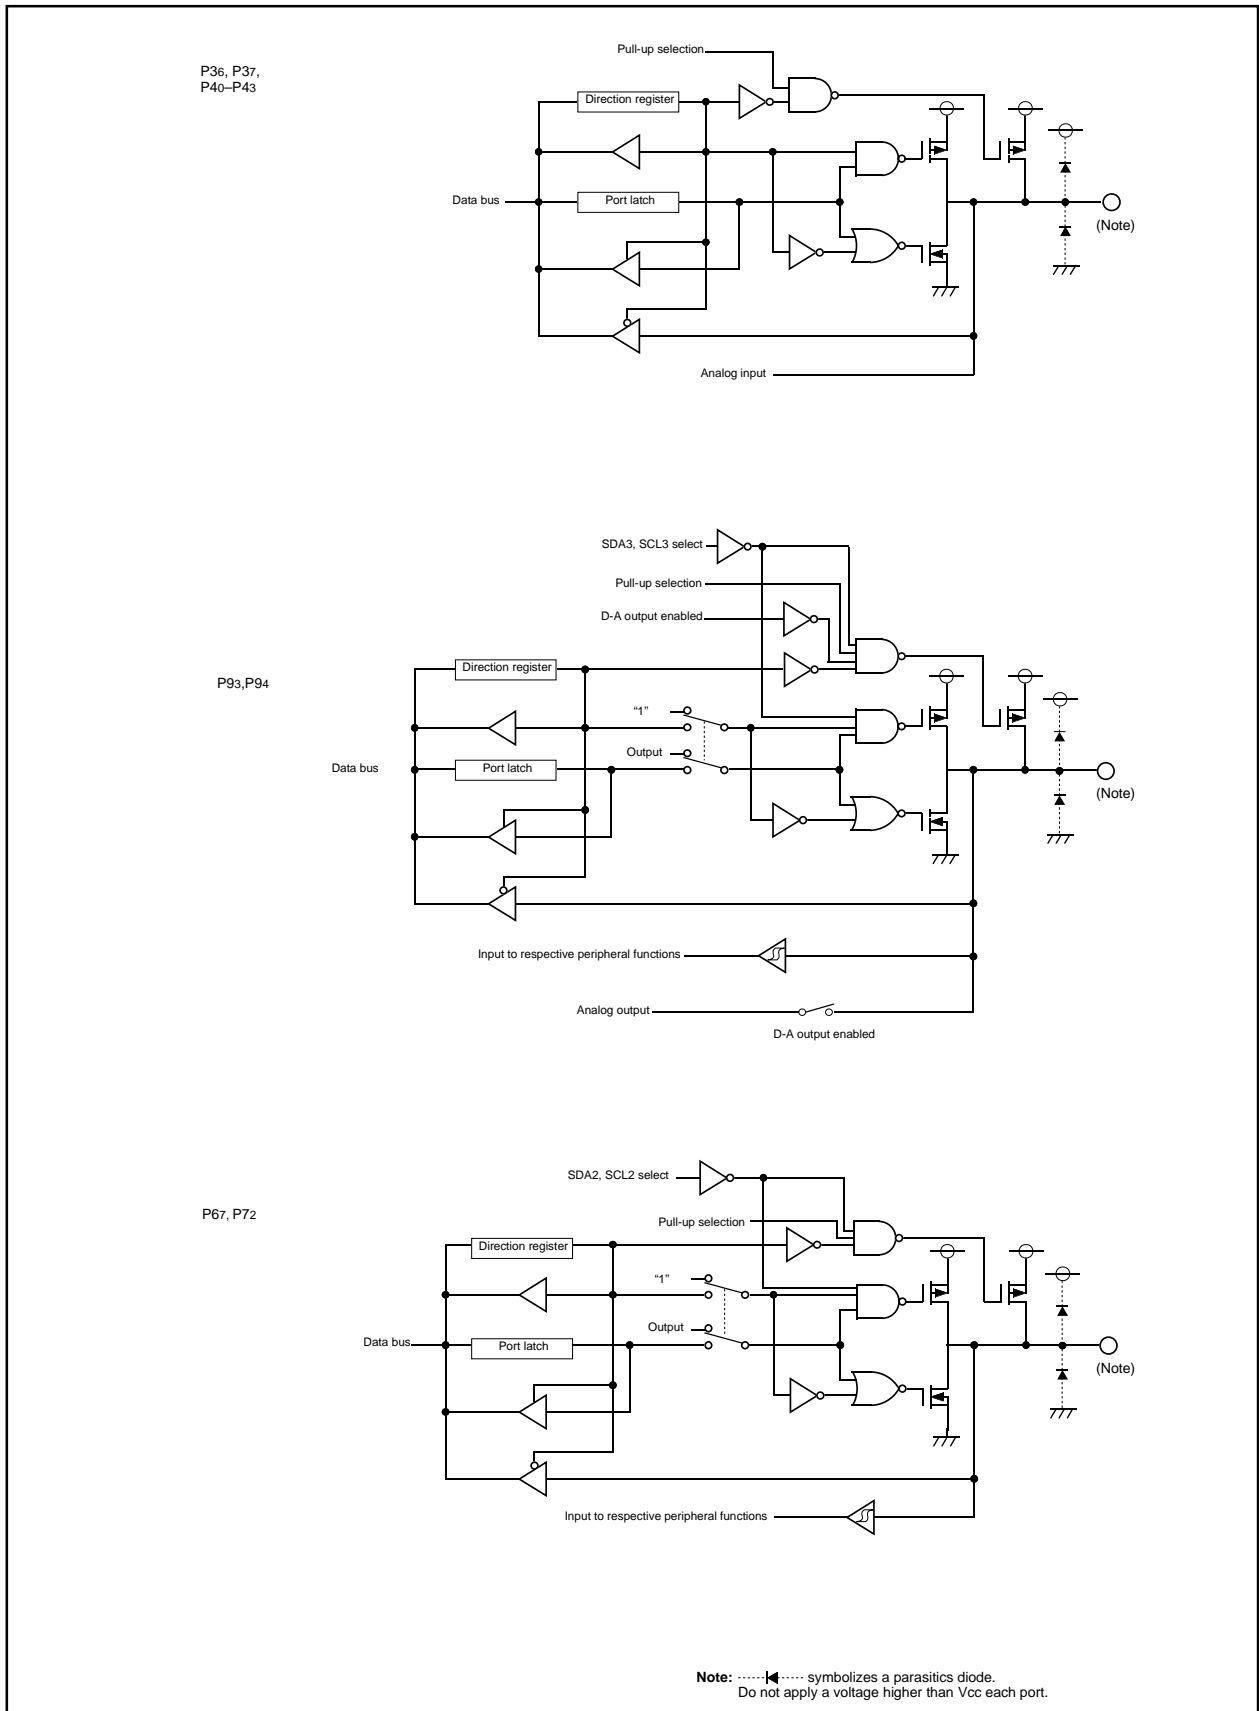 Pull-up selection
P36, P37,
P40–P43
Direction register
Data bus
Port latch
(Note)
Analog input
SDA3, SCL3 select
Pull-up selection
D-A output enabled
Direction register
P93,P94
“1”
Output
Data bus
Port latch
(Note)
Input to respective peripheral functions
Analog output
D-A output enabled
SDA2, SCL2 select
P67, P72
Pull-up selection
Direction register
“1”
Output
Data bus
Port latch
(Note)
Input to respective peripheral functions
Note: symbolizes a parasitics diode.
Do not apply a voltage higher than Vcc each port.